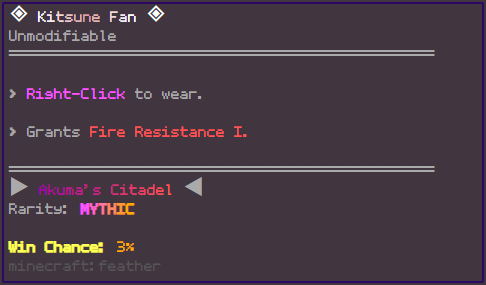 Kitsune Fan
Unmodifiable
> Right-Click to wear.
> Grants Fire Resistance I.
▶ Akuma's Citadel ◀
Rarity: MYTHIC
Win Chance: 3%
minecraft:feather